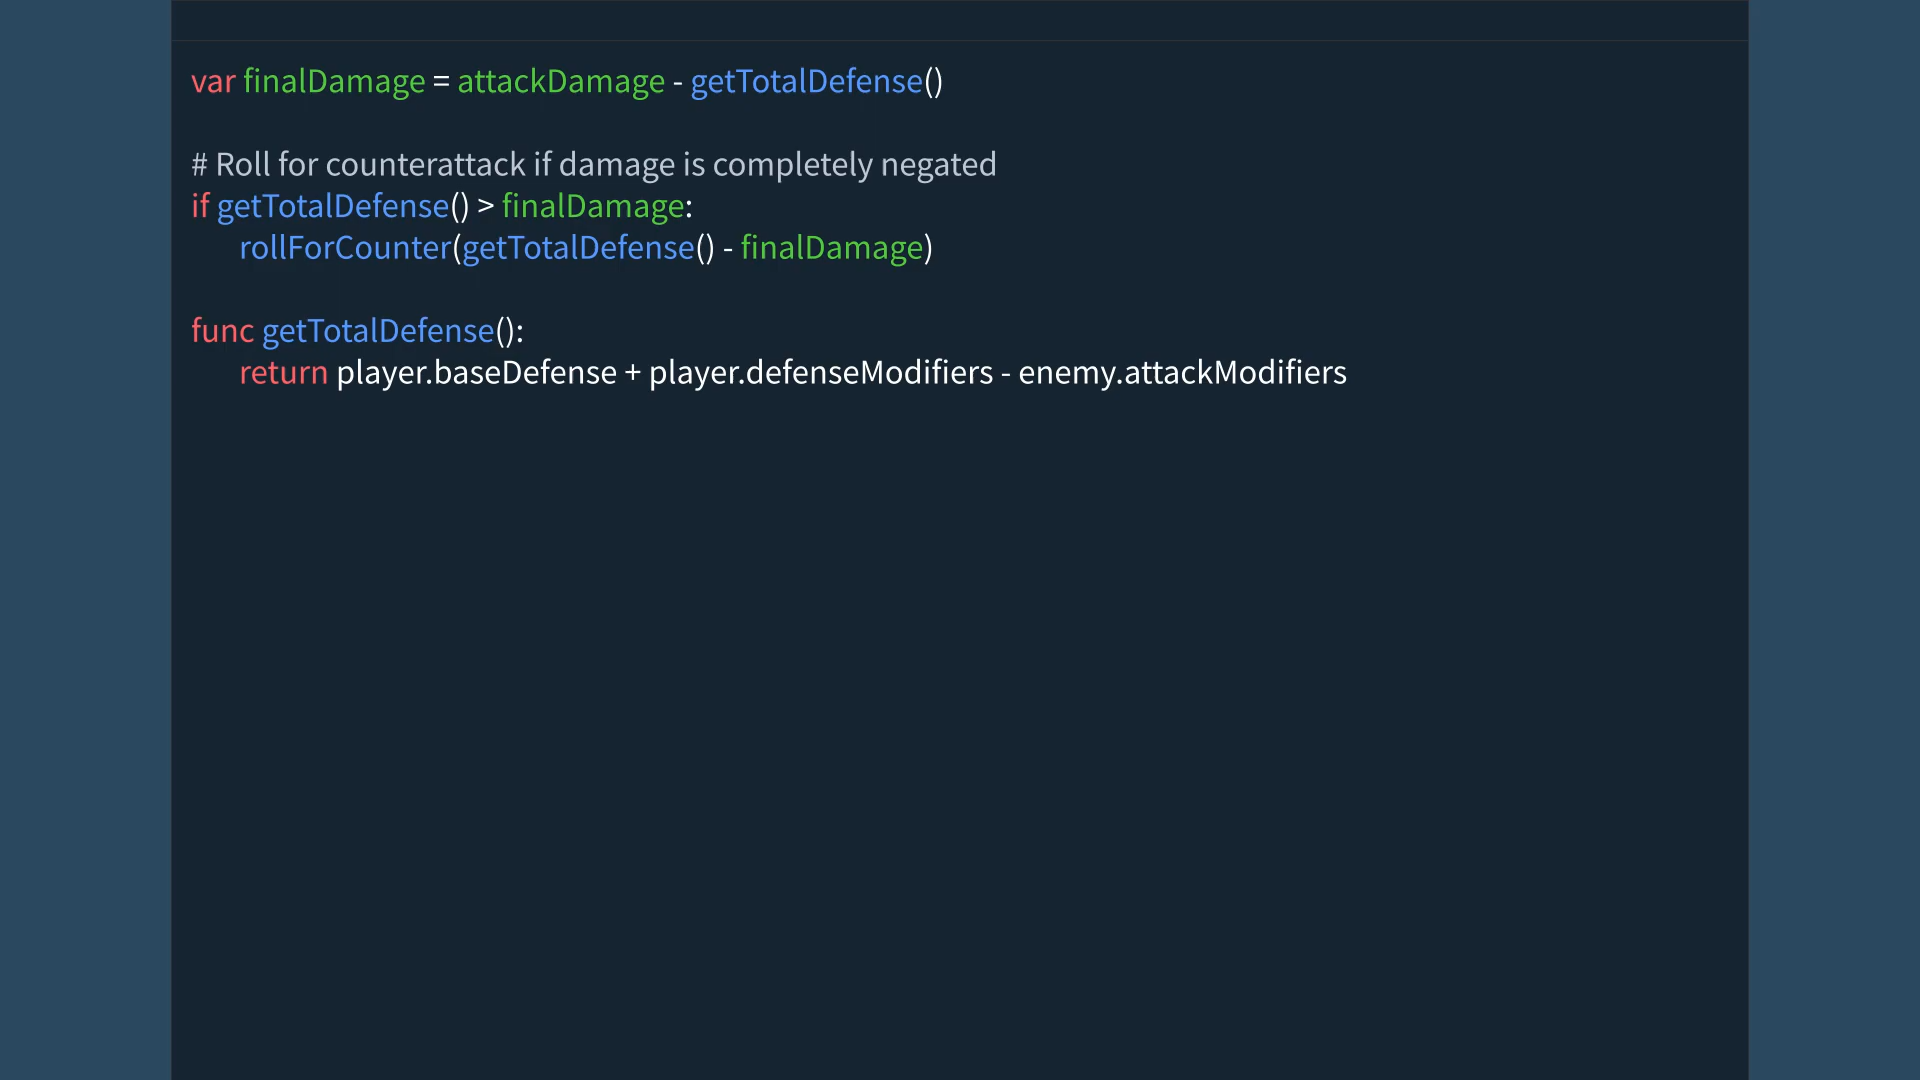 var finalDamage = attackDamage - getTotalDefense()
# Roll for counterattack if damage is completely negated
if getTotalDefense() > finalDamage:
rollForCounter(getTotalDefense() - finalDamage)
func getTotalDefense():
return player.baseDefense + player.defenseModifiers - enemy.attackModifiers